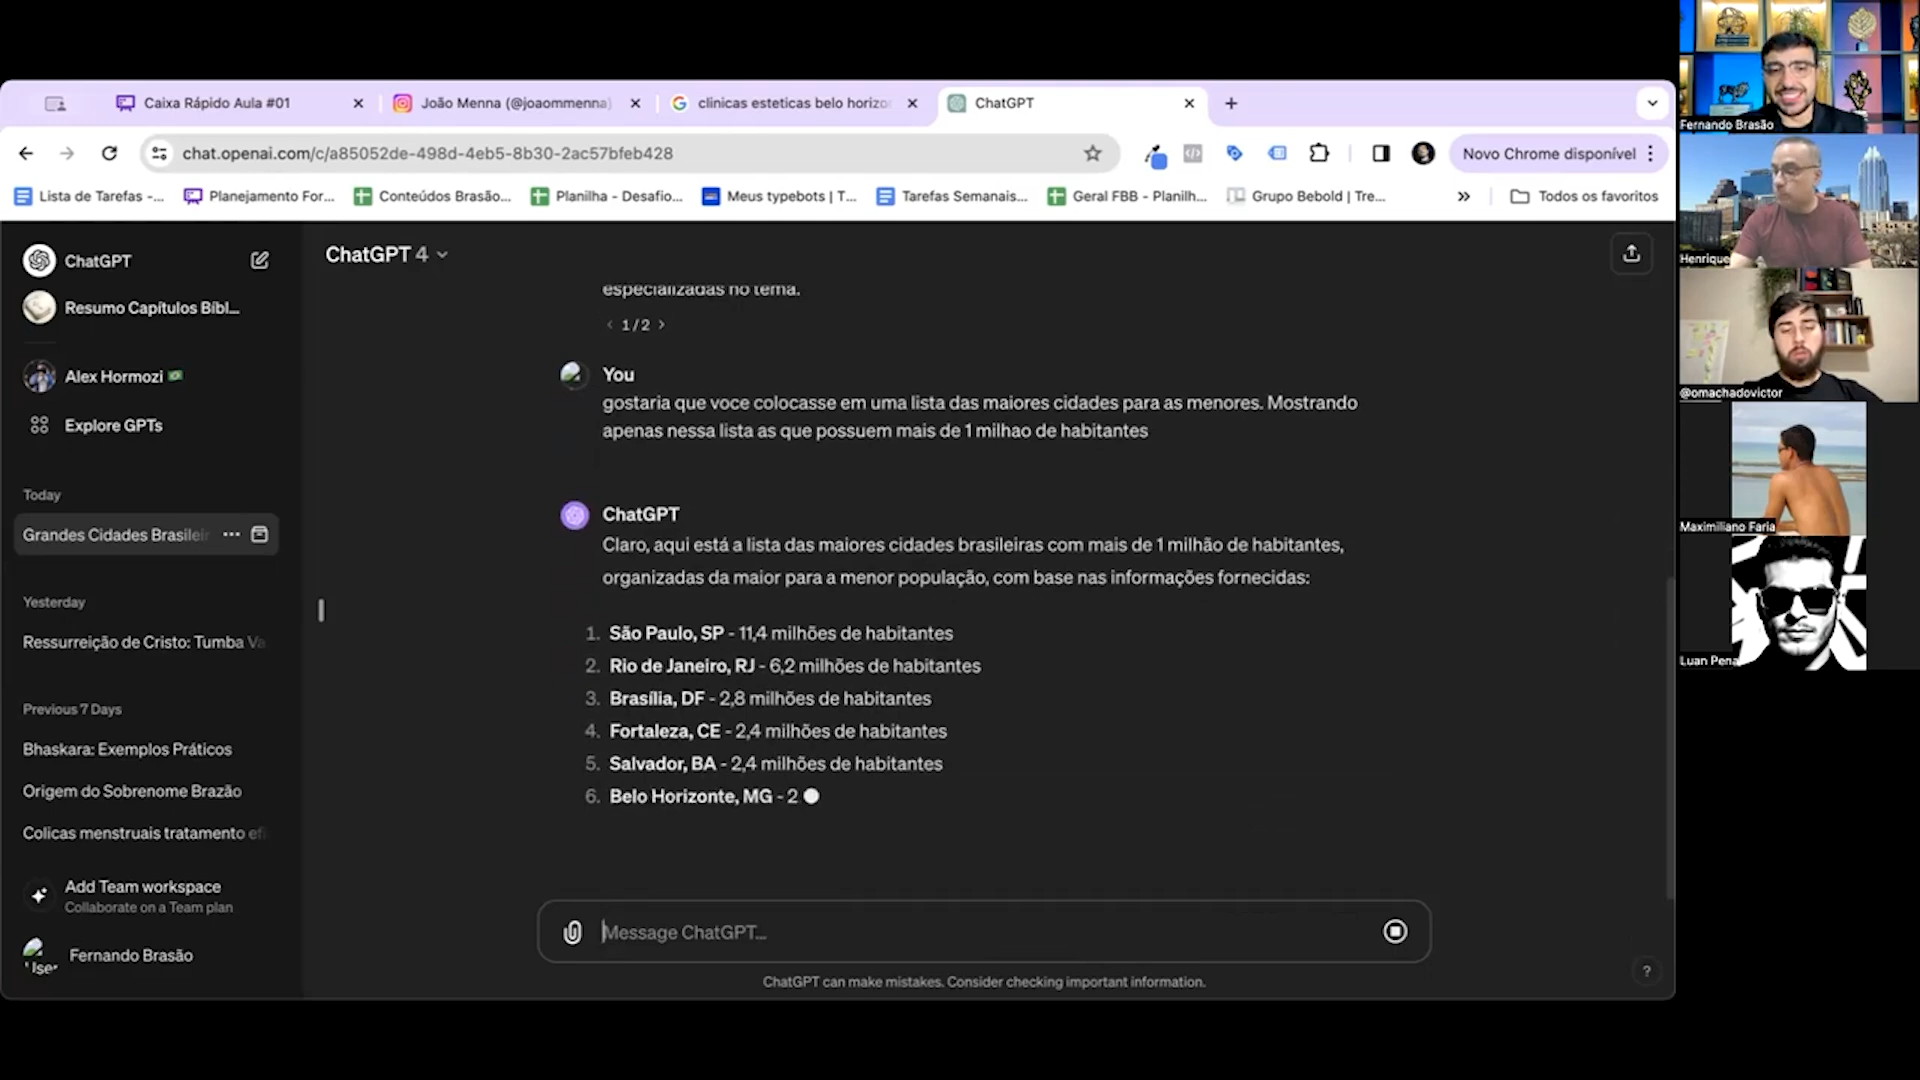 Caixa Rápido Aula #01
João Menna (@joaommenna)
clinicas esteticas belo horizo
ChatGPT
chat.openai.com/c/a85052de-498d-4eb5-8b30-2ac57bfeb428
Novo Chrome disponível
Lista de Tarefas -...
Planejamento For...
Conteúdos Brasão...
Planilha - Desafio...
Meus typebots | T...
Tarefas Semanais...
Geral FBB - Planilh...
Grupo Bebold | Tre...
Todos os favoritos
ChatGPT
Resumo Capítulos Bíbl...
Alex Hormozi
Explore GPTs
Today
Grandes Cidades Brasileir
Yesterday
Ressurreição de Cristo: Tumba Va
Previous 7 Days
Bhaskara: Exemplos Práticos
Origem do Sobrenome Brazão
Colicas menstruais tratamento efi
Add Team workspace
Collaborate on a Team plan
User
Fernando Brasão
ChatGPT 4
especializadas no tema.
1/2
You
gostaria que voce colocasse em uma lista das maiores cidades para as menores. Mostrando
apenas nessa lista as que possuem mais de 1 milhao de habitantes
ChatGPT
Claro, aqui está a lista das maiores cidades brasileiras com mais de 1 milhão de habitantes,
organizadas da maior para a menor população, com base nas informações fornecidas:
1. São Paulo, SP - 11,4 milhões de habitantes
2. Rio de Janeiro, RJ - 6,2 milhões de habitantes
3. Brasília, DF - 2,8 milhões de habitantes
4. Fortaleza, CE - 2,4 milhões de habitantes
5. Salvador, BA - 2,4 milhões de habitantes
6. Belo Horizonte, MG - 2
Message ChatGPT...
ChatGPT can make mistakes. Consider checking important information.
?
Fernando Brasão
Henrique
@omachadovictor
Maximiliano Faria
Luan Pena